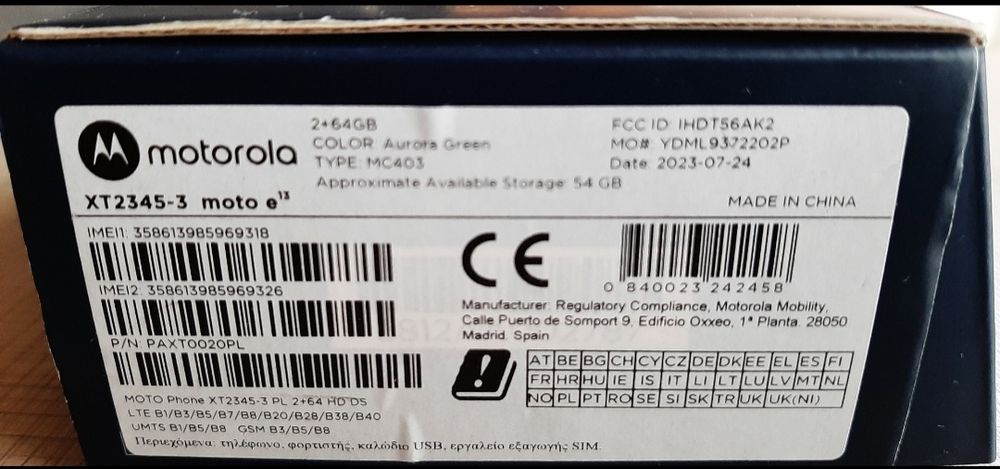 motorola
2+64GB
COLOR: Aurora Green
TYPE: MC403
Approximate Available Storage: 54 GB
FCC ID: IHDT56AK2
MO#: YDML9372202P
Date: 2023-07-24
XT2345-3 moto e¹³
MADE IN CHINA
IMEI1: 358613985969318
IMEI2: 358613985969326
P/N: PAXT0020PL
CE
0 840023 242458
Manufacturer: Regulatory Compliance, Motorola Mobility,
Calle Puerto de Somport 9, Edificio Oxxeo, 1ª Planta. 28050
Madrid. Spain
AT BE BG CH CY CZ DE DK EE EL ES FI
FR HR HU IE IS IT LI LT LU LV MT NL
NO PL PT RO SE SI SK TR UK UK(NI)
MOTO Phone XT2345-3 PL 2+64 HD DS
LTE B1/B3/B5/B7/B8/B20/B28/B38/B40
UMTS B1/B5/B8 GSM B3/B5/B8
Περιεχόμενα: τηλέφωνο, φορτιστής, καλώδιο USB, εργαλείο εξαγωγής SIM.